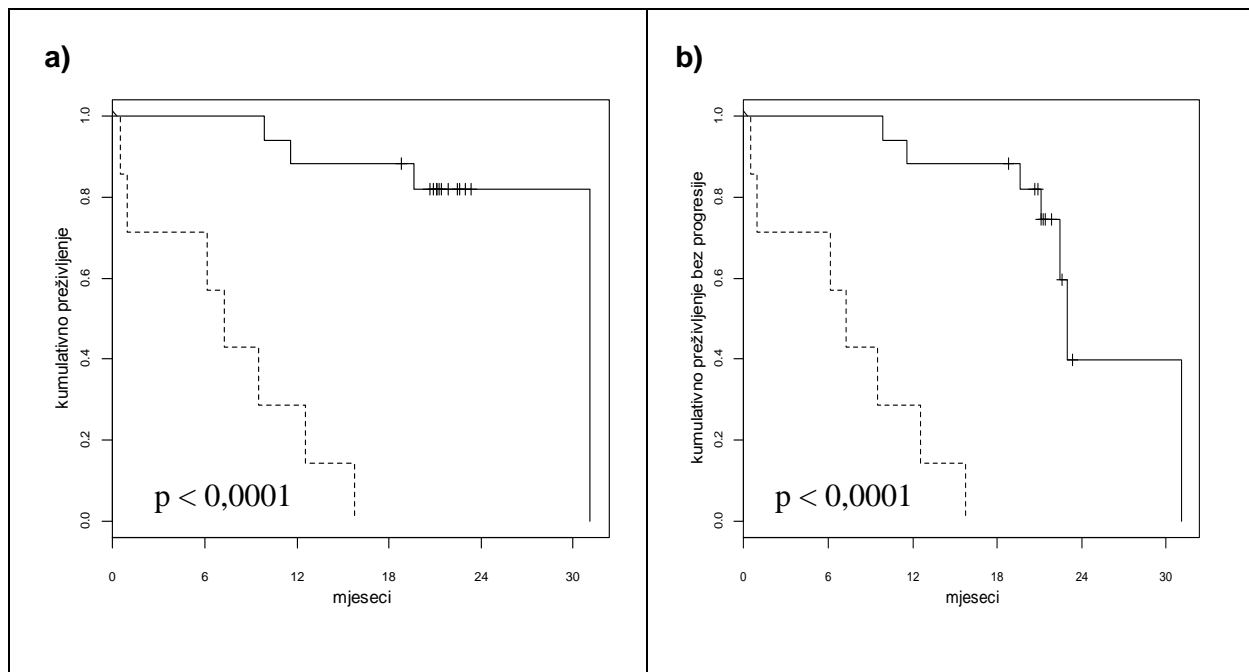 a)
kumulativno preživljenje
1.0
0.8
0.6
0.4
0.2
0.0
p < 0,0001
0 6 12 18 24 30
mjeseci
b)
kumulativno preživljenje bez progresije
1.0
0.8
0.6
0.4
0.2
0.0
p < 0,0001
0 6 12 18 24 30
mjeseci